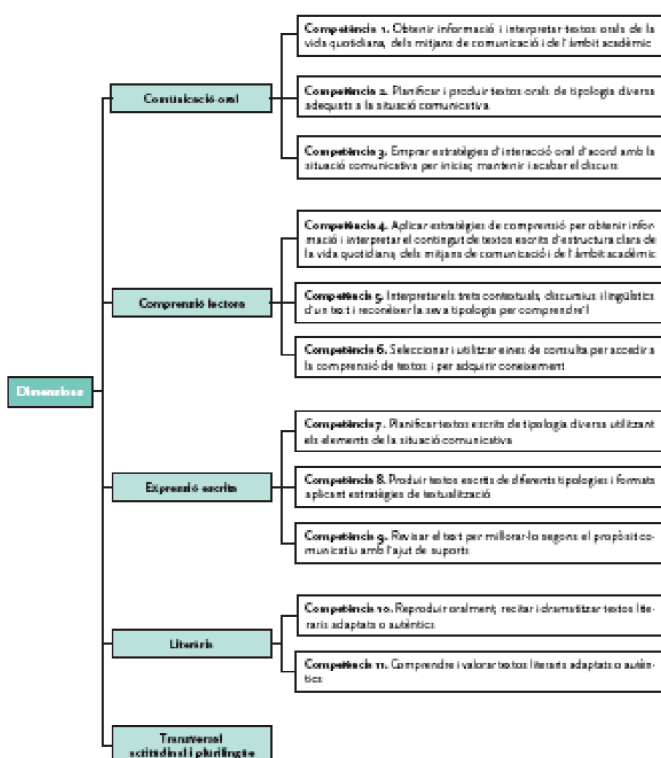 Dimensions
Comunicació oral
Competència 1. Obtenir informació i interpretar textos orals de la
vida quotidiana, dels mitjans de comunicació i de l'àmbit acadèmic
Competència 2. Planificar i produir textos orals de tipologia diversa
adequats a la situació comunicativa
Competència 3. Emprar estratègies d'interacció oral d'acord amb la
situació comunicativa per iniciar, mantenir i acabar el discurs
Comprensió lectora
Competència 4. Aplicar estratègies de comprensió per obtenir infor-
mació i interpretar el contingut de textos escrits d'estructura clara de
la vida quotidiana, dels mitjans de comunicació i de l'àmbit acadèmic
Competència 5. Interpretar els trets contextuals, discursius i lingüístics
d'un text i reconèixer la seva tipologia per comprendre'l
Competència 6. Seleccionar i utilitzar eines de consulta per accedir a
la comprensió de textos i per adquirir coneixement
Expressió escrita
Competència 7. Planificar textos escrits de tipologia diversa utilitzant
els elements de la situació comunicativa
Competència 8. Produir textos escrits de diferents tipologies i formats
aplicant estratègies de textualització
Competència 9. Revisar el text per millorar-lo segons el propòsit co-
municatiu amb l'ajut de suports
Literària
Competència 10. Reproduir oralment, recitar i dramatitzar textos lite-
raris adaptats o autèntics
Competència 11. Comprendre i valorar textos literaris adaptats o autèn-
tics
Transversal
actitudinal i plurilingüe